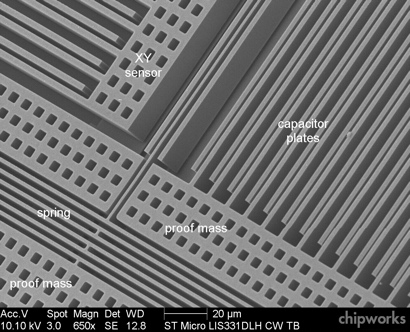 XY
sensor
capacitor
plates
spring
proof mass
proof mass
Acc.V Spot Magn Det WD 20 µm
10.10 kV 3.0 650x SE 12.8 ST Micro LIS331DLH CW TB
chipworks